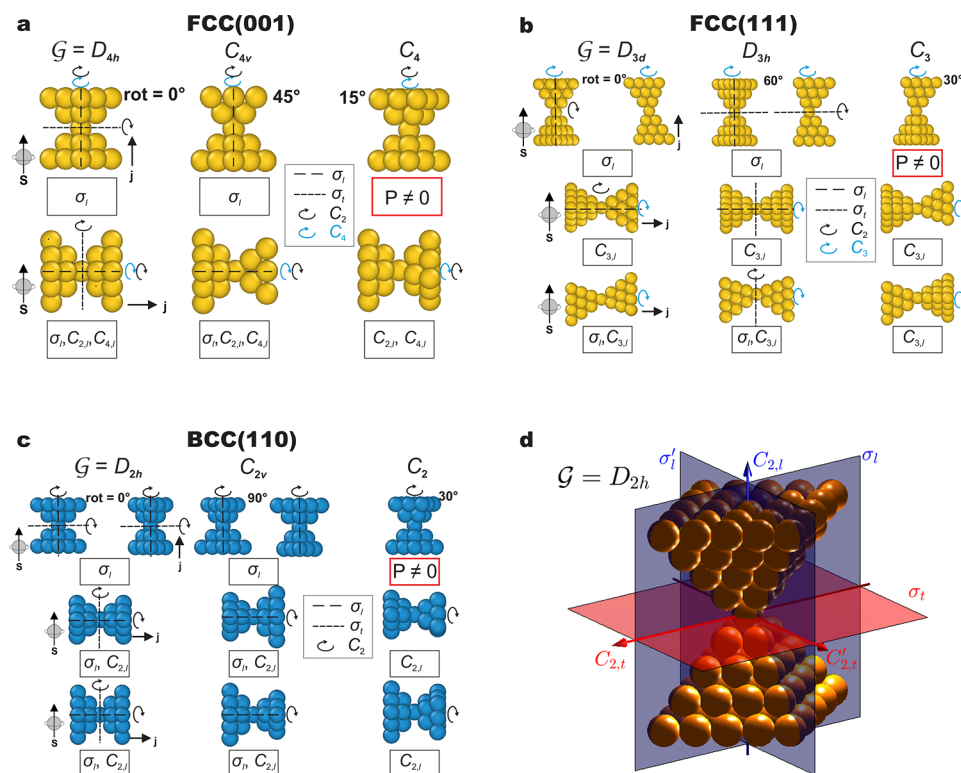 a FCC(001)
𝒢 = D4h C4v C4
rot = 0° 45° 15°
S j
σl σl P ≠ 0
σl
σt
C2
C4
S j
σl, C2,l, C4,l σl, C2,l, C4,l C2,l, C4,l
b FCC(111)
𝒢 = D3d D3h C3
rot = 0° 60° 30°
S j
σl σl P ≠ 0
σl
σt
C2
C3
S j
C3,l C3,l C3,l
S j
σl, C3,l σl, C3,l C3,l
c BCC(110)
𝒢 = D2h C2v C2
rot = 0° 90° 30°
S j
σl σl P ≠ 0
σl
σt
C2
S j
σl, C2,l σl, C2,l C2,l
S j
σl, C2,l σl, C2,l C2,l
d
𝒢 = D2h
σ′l C2,l σl
σt
C2,t C′2,t